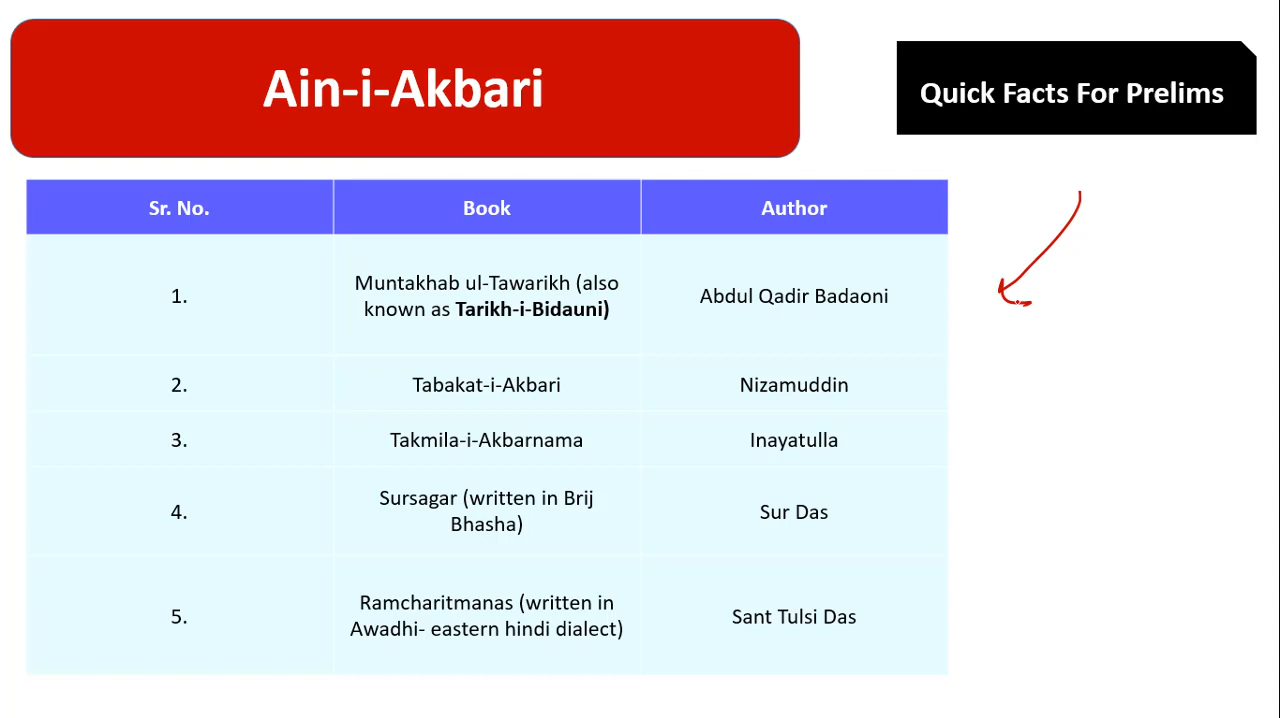 Ain-i-Akbari
Quick Facts For Prelims
Sr. No.
Book
Author
1.
Muntakhab ul-Tawarikh (also
known as Tarikh-i-Bidauni)
Abdul Qadir Badaoni
2.
Tabakat-i-Akbari
Nizamuddin
3.
Takmila-i-Akbarnama
Inayatulla
4.
Sursagar (written in Brij
Bhasha)
Sur Das
5.
Ramcharitmanas (written in
Awadhi- eastern hindi dialect)
Sant Tulsi Das